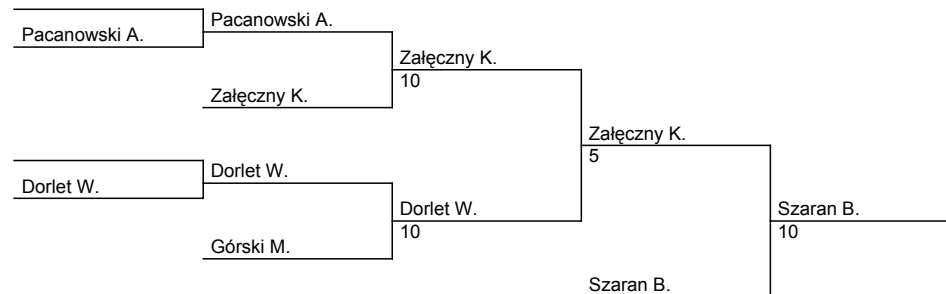 Pacanowski A.
Pacanowski A.
Załęczny K.
Załęczny K.
10
Załęczny K.
5
Dorlet W.
Dorlet W.
Dorlet W.
10
Górski M.
Szaran B.
10
Szaran B.